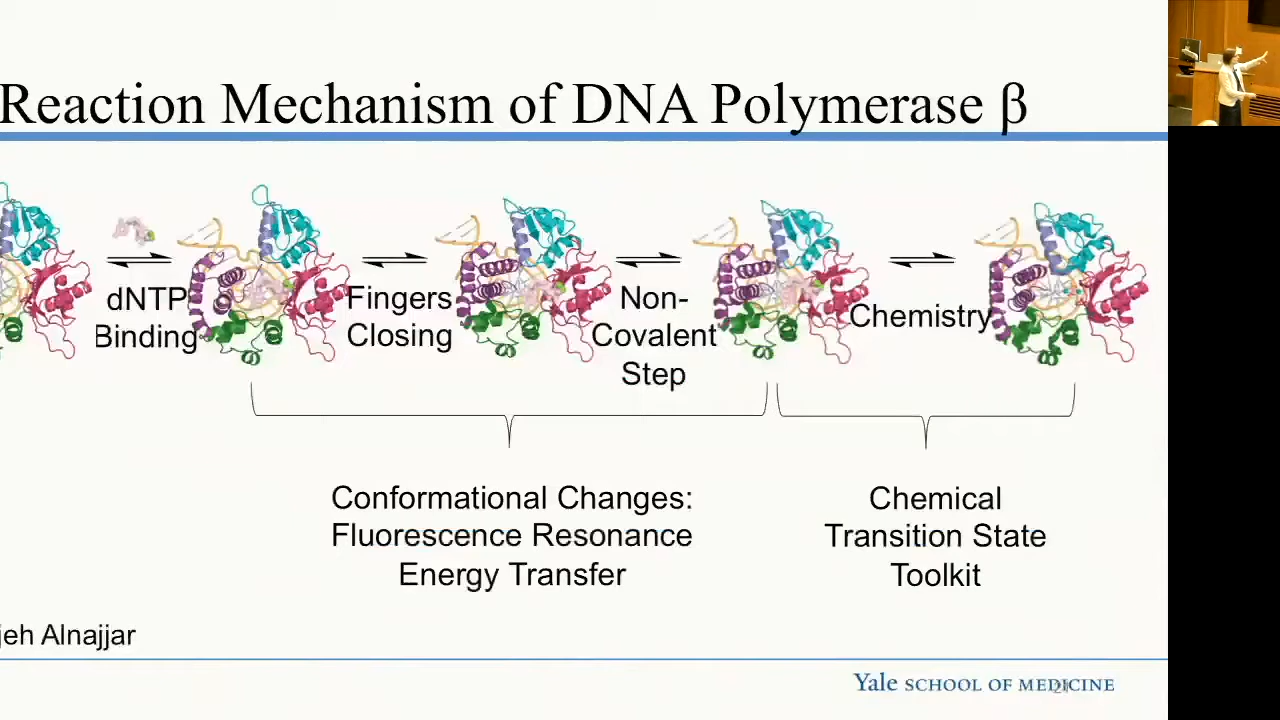 Reaction Mechanism of DNA Polymerase β
dNTP
Binding
Fingers
Closing
Non-
Covalent
Step
Chemistry
Conformational Changes:
Fluorescence Resonance
Energy Transfer
Chemical
Transition State
Toolkit
jeh Alnajjar
Yale SCHOOL OF MEDICINE